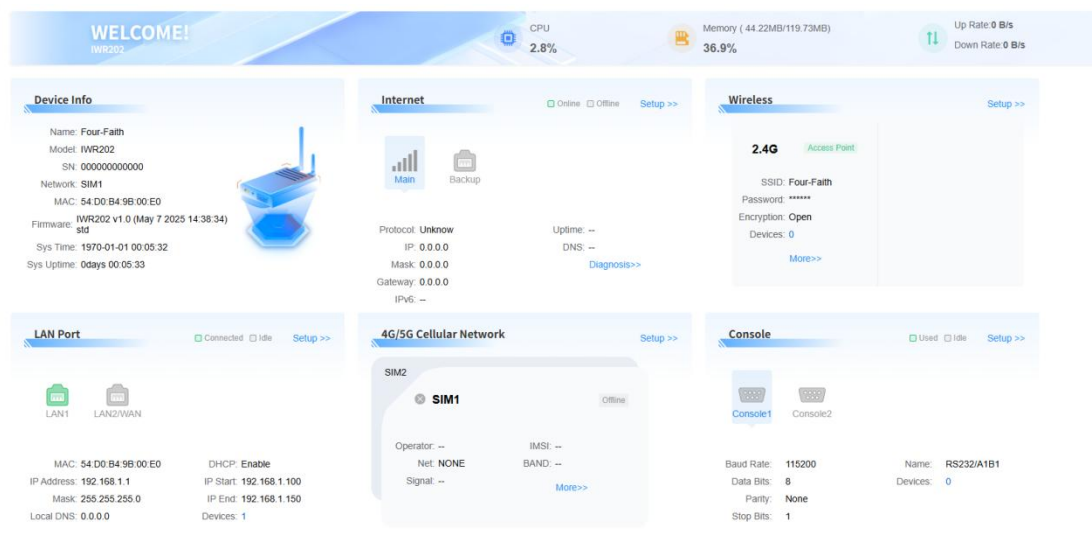 WELCOME!
IWR202
CPU
2.8%
Memory ( 44.22MB/119.73MB)
36.9%
Up Rate:0 B/s
Down Rate:0 B/s
Device Info
Name: Four-Faith
Model: IWR202
SN: 000000000000
Network: SIM1
MAC: 54:D0:B4:9B:00:E0
Firmware: IWR202 v1.0 (May 7 2025 14:38:34)
std
Sys Time: 1970-01-01 00:05:32
Sys Uptime: 0days 00:05:33
Internet
Online Offline Setup >>
Main Backup
Protocol: Unknow Uptime: --
IP: 0.0.0.0 DNS: --
Mask: 0.0.0.0 Diagnosis>>
Gateway: 0.0.0.0
IPv6: --
Wireless Setup >>
2.4G Access Point
SSID: Four-Faith
Password: ******
Encryption: Open
Devices: 0
More>>
LAN Port
Connected Idle Setup >>
LAN1 LAN2/WAN
MAC: 54:D0:B4:9B:00:E0 DHCP: Enable
IP Address: 192.168.1.1 IP Start: 192.168.1.100
Mask: 255.255.255.0 IP End: 192.168.1.150
Local DNS: 0.0.0.0 Devices: 1
4G/5G Cellular Network Setup >>
SIM2
SIM1 Offline
Operator: -- IMSI: --
Net: NONE BAND: --
Signal: -- More>>
Console
Used Idle Setup >>
Console1 Console2
Baud Rate: 115200 Name: RS232/A1B1
Data Bits: 8 Devices: 0
Parity: None
Stop Bits: 1